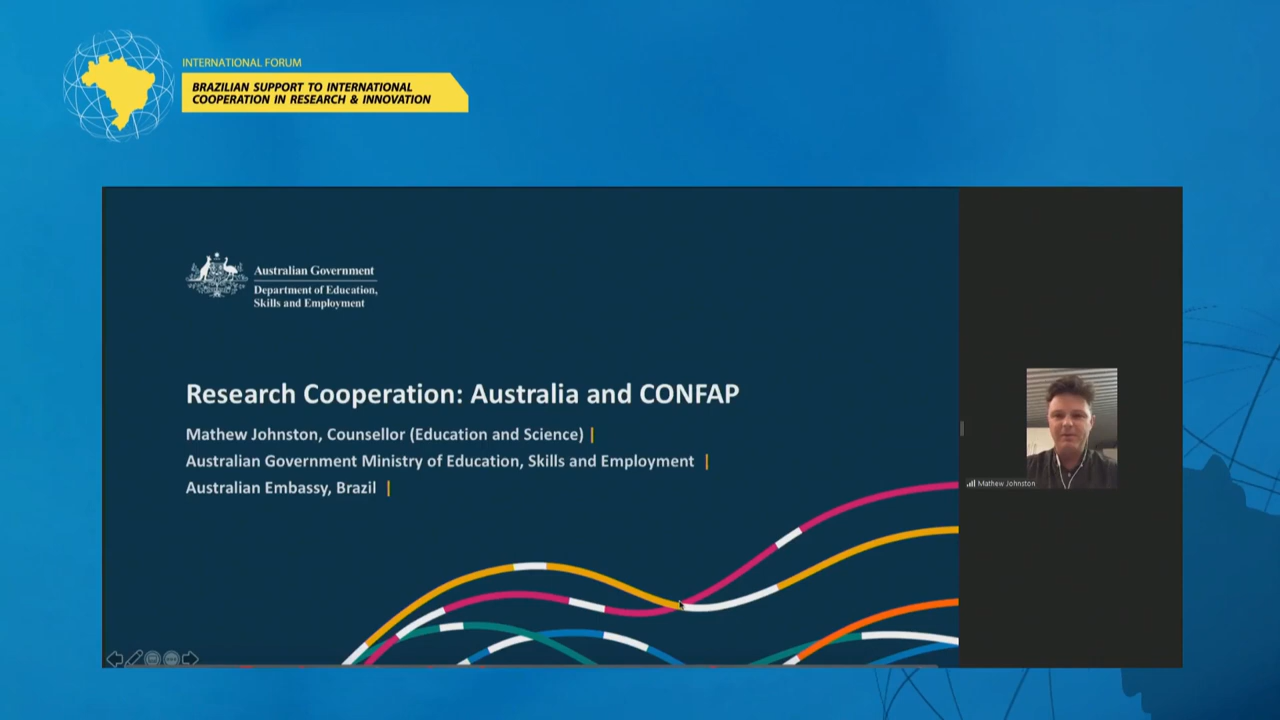 INTERNATIONAL FORUM
BRAZILIAN SUPPORT TO INTERNATIONAL
COOPERATION IN RESEARCH & INNOVATION
Australian Government
Department of Education,
Skills and Employment
Research Cooperation: Australia and CONFAP
Mathew Johnston, Counsellor (Education and Science) |
Australian Government Ministry of Education, Skills and Employment |
Australian Embassy, Brazil |
Mathew Johnston